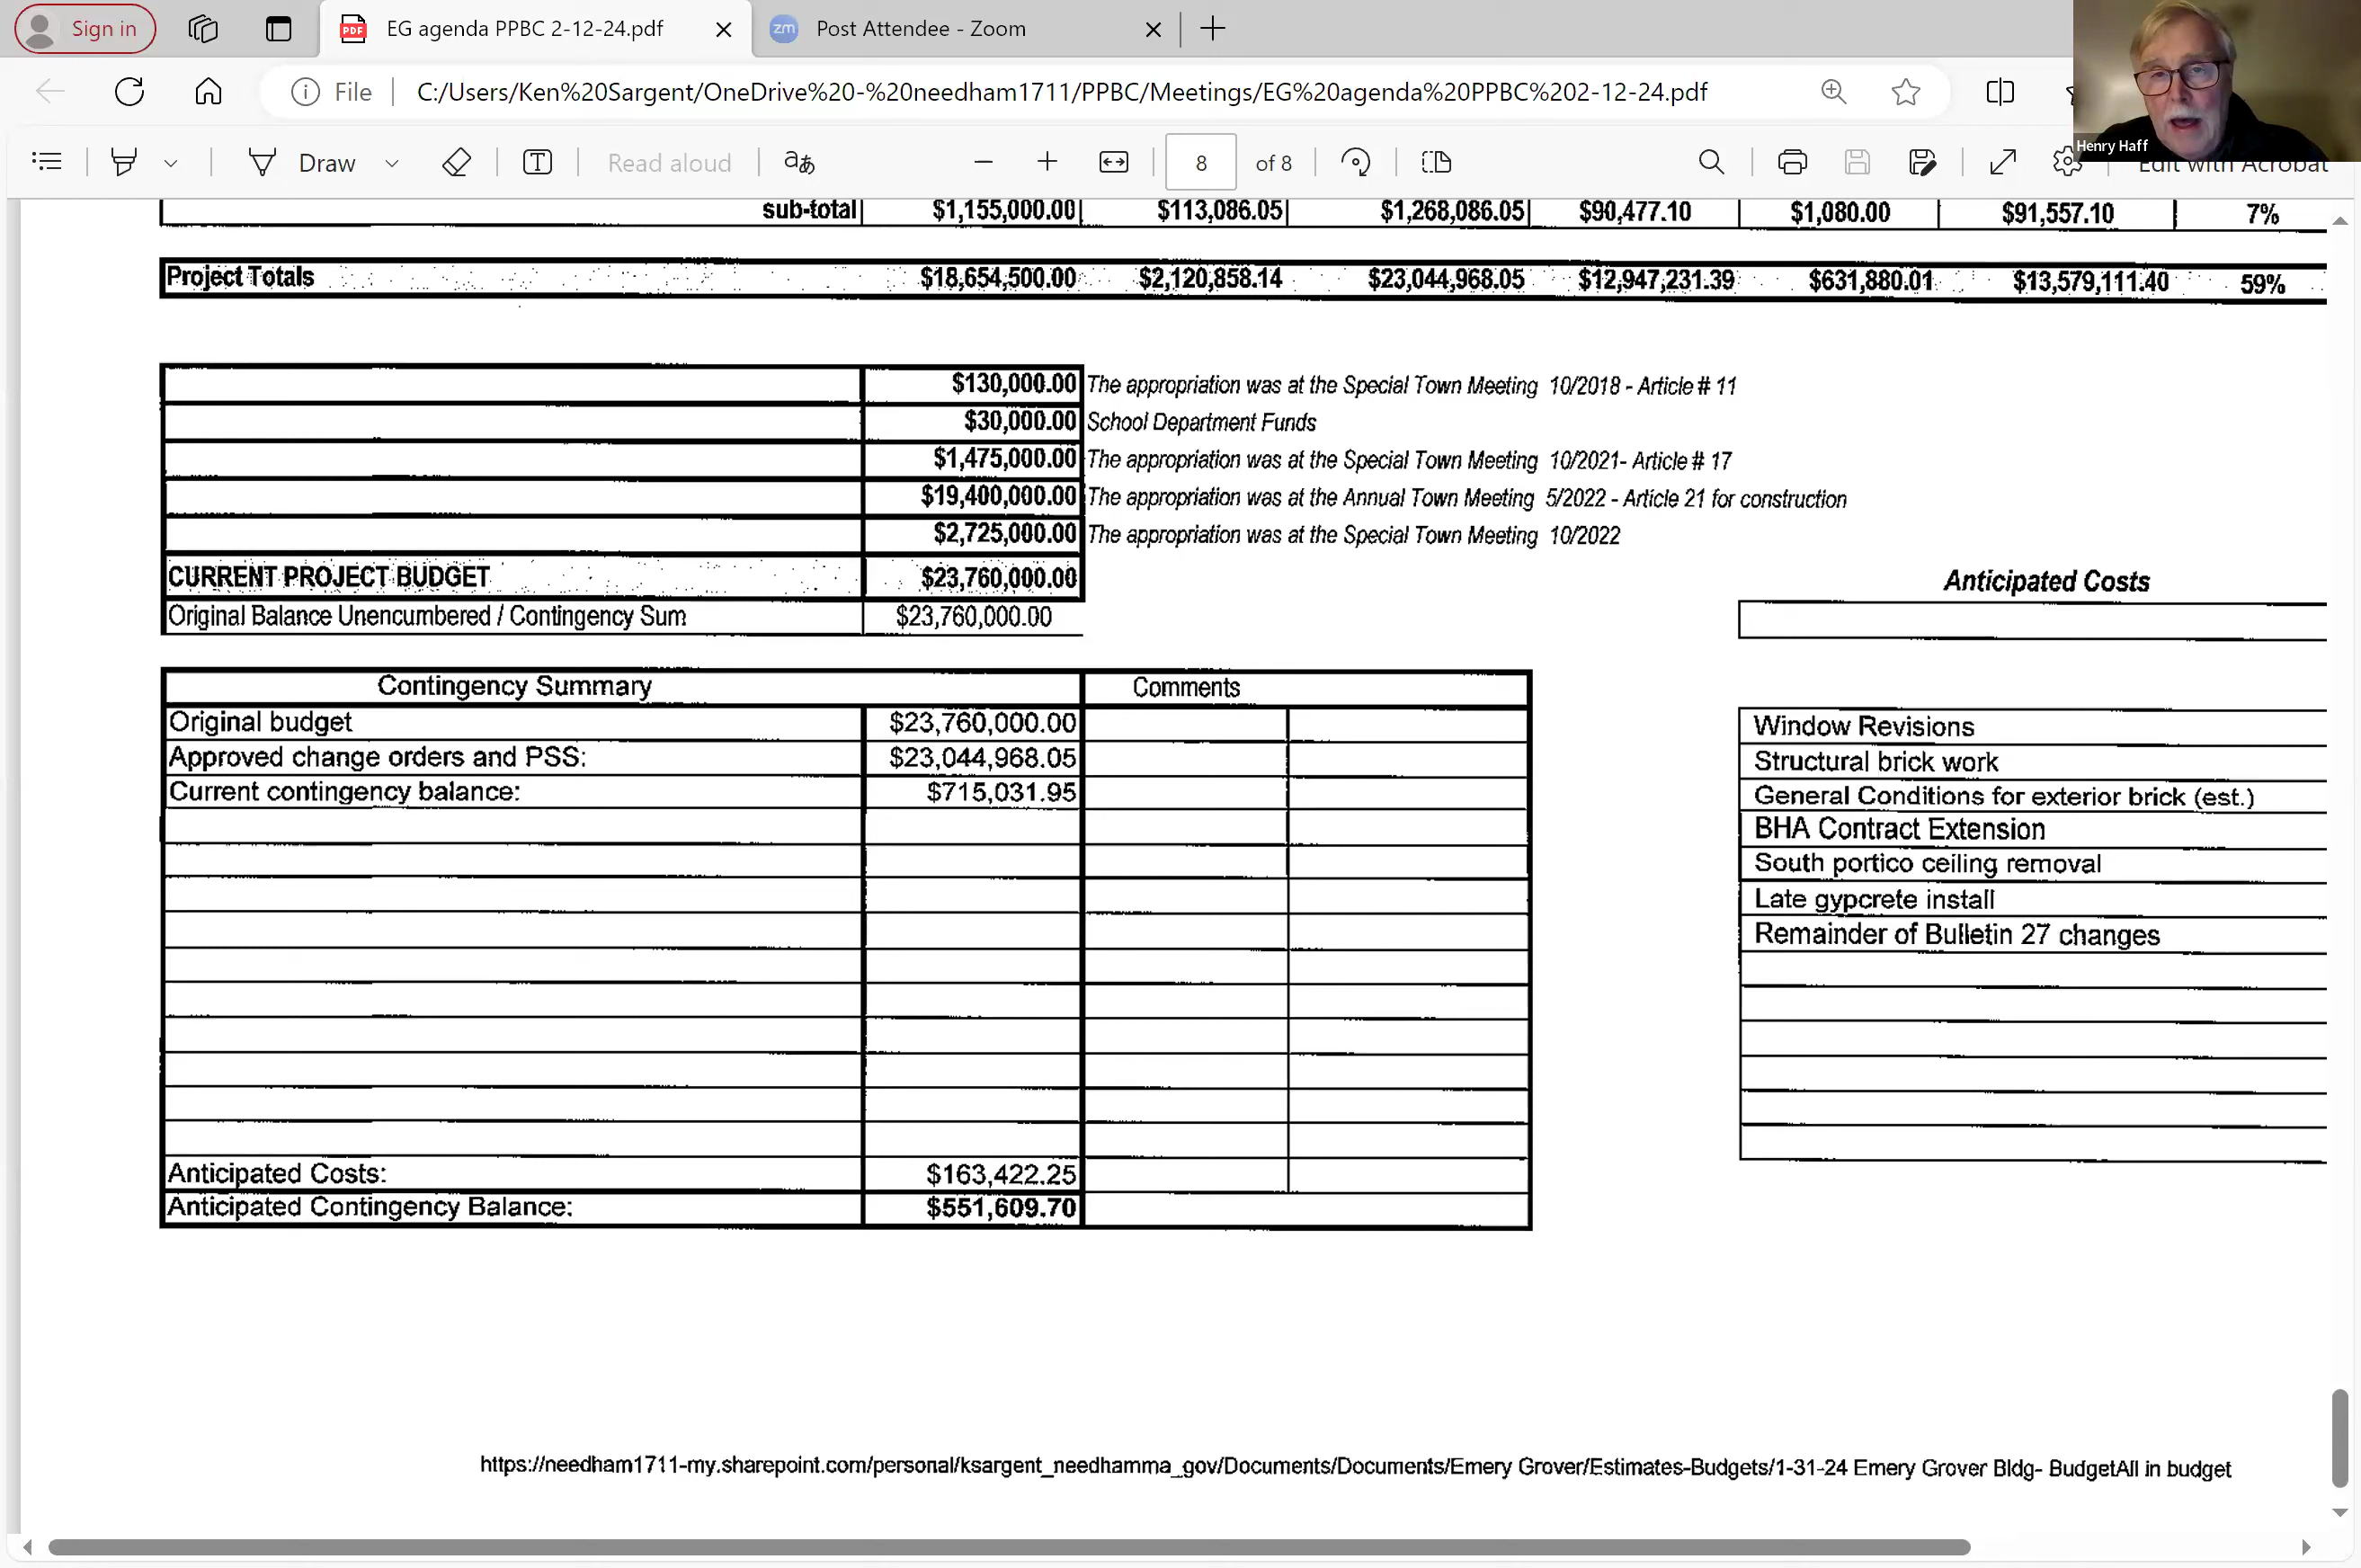 Sign in
EG agenda PPBC 2-12-24.pdf
zm Post Attendee - Zoom
File C:/Users/Ken%20Sargent/OneDrive%20-%20needham1711/PPBC/Meetings/EG%20agenda%20PPBC%202-12-24.pdf
Henry Haff
Draw Read aloud aあ 8 of 8 Edit with Acrobat
sub-total $1,155,000.00 $113,086.05 $1,268,086.05 $90,477.10 $1,080.00 $91,557.10 7%
Project Totals $18,654,500.00 $2,120,858.14 $23,044,968.05 $12,947,231.39 $631,880.01 $13,579,111.40 59%
$130,000.00 The appropriation was at the Special Town Meeting 10/2018 - Article # 11
$30,000.00 School Department Funds
$1,475,000.00 The appropriation was at the Special Town Meeting 10/2021- Article # 17
$19,400,000.00 The appropriation was at the Annual Town Meeting 5/2022 - Article 21 for construction
$2,725,000.00 The appropriation was at the Special Town Meeting 10/2022
CURRENT PROJECT BUDGET $23,760,000.00
Original Balance Unencumbered / Contingency Sum $23,760,000.00
Contingency Summary Comments
Original budget $23,760,000.00
Approved change orders and PSS: $23,044,968.05
Current contingency balance: $715,031.95
Anticipated Costs: $163,422.25
Anticipated Contingency Balance: $551,609.70
Anticipated Costs
Window Revisions
Structural brick work
General Conditions for exterior brick (est.)
BHA Contract Extension
South portico ceiling removal
Late gypcrete install
Remainder of Bulletin 27 changes
https://needham1711-my.sharepoint.com/personal/ksargent_needhamma_gov/Documents/Documents/Emery Grover/Estimates-Budgets/1-31-24 Emery Grover Bldg- BudgetAll in budget